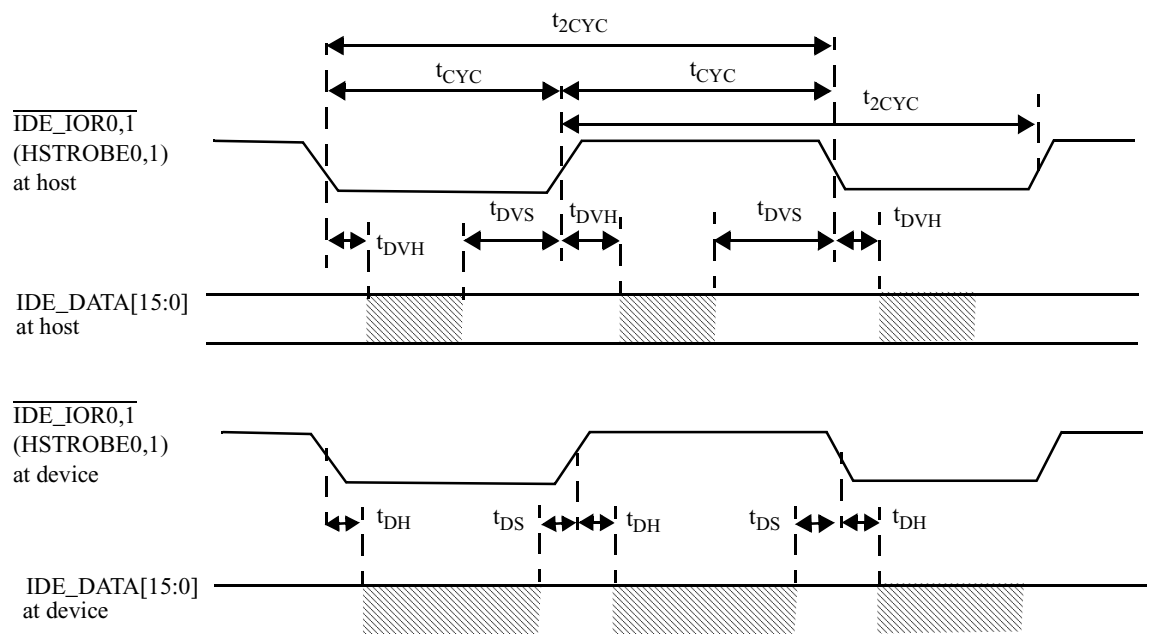 t2CYC
tCYC tCYC
t2CYC
IDE_IOR0,1
(HSTROBE0,1)
at host
tDVS tDVH tDVS tDVH
tDVH
IDE_DATA[15:0]
at host
IDE_IOR0,1
(HSTROBE0,1)
at device
tDH tDS tDH tDS tDH
IDE_DATA[15:0]
at device